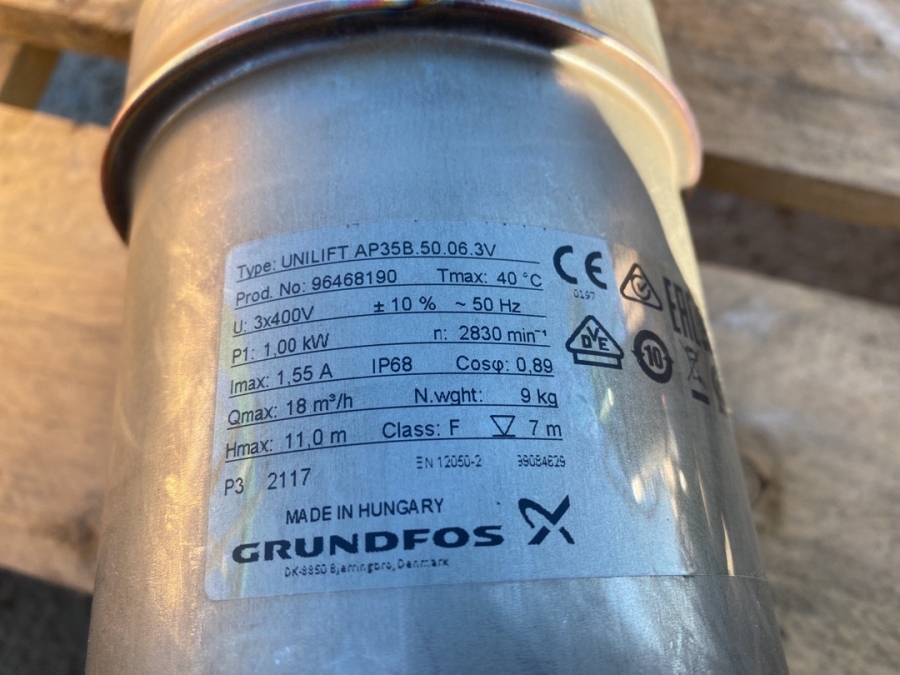 Type: UNILIFT AP35B.50.06.3V
Prod. No: 96468190 Tmax: 40 °C
U: 3x400V ± 10 % ~ 50 Hz
P1: 1,00 kW n: 2830 min⁻¹
Imax: 1,55 A IP68 Cosφ: 0,89
Qmax: 18 m³/h N.wght: 9 kg
Hmax: 11,0 m Class: F 7 m
P3 2117 EN 12050-2 99084629
MADE IN HUNGARY
GRUNDFOS
DK-8850 Bjerringbro, Denmark
CE
0197
EAC
DVE
10